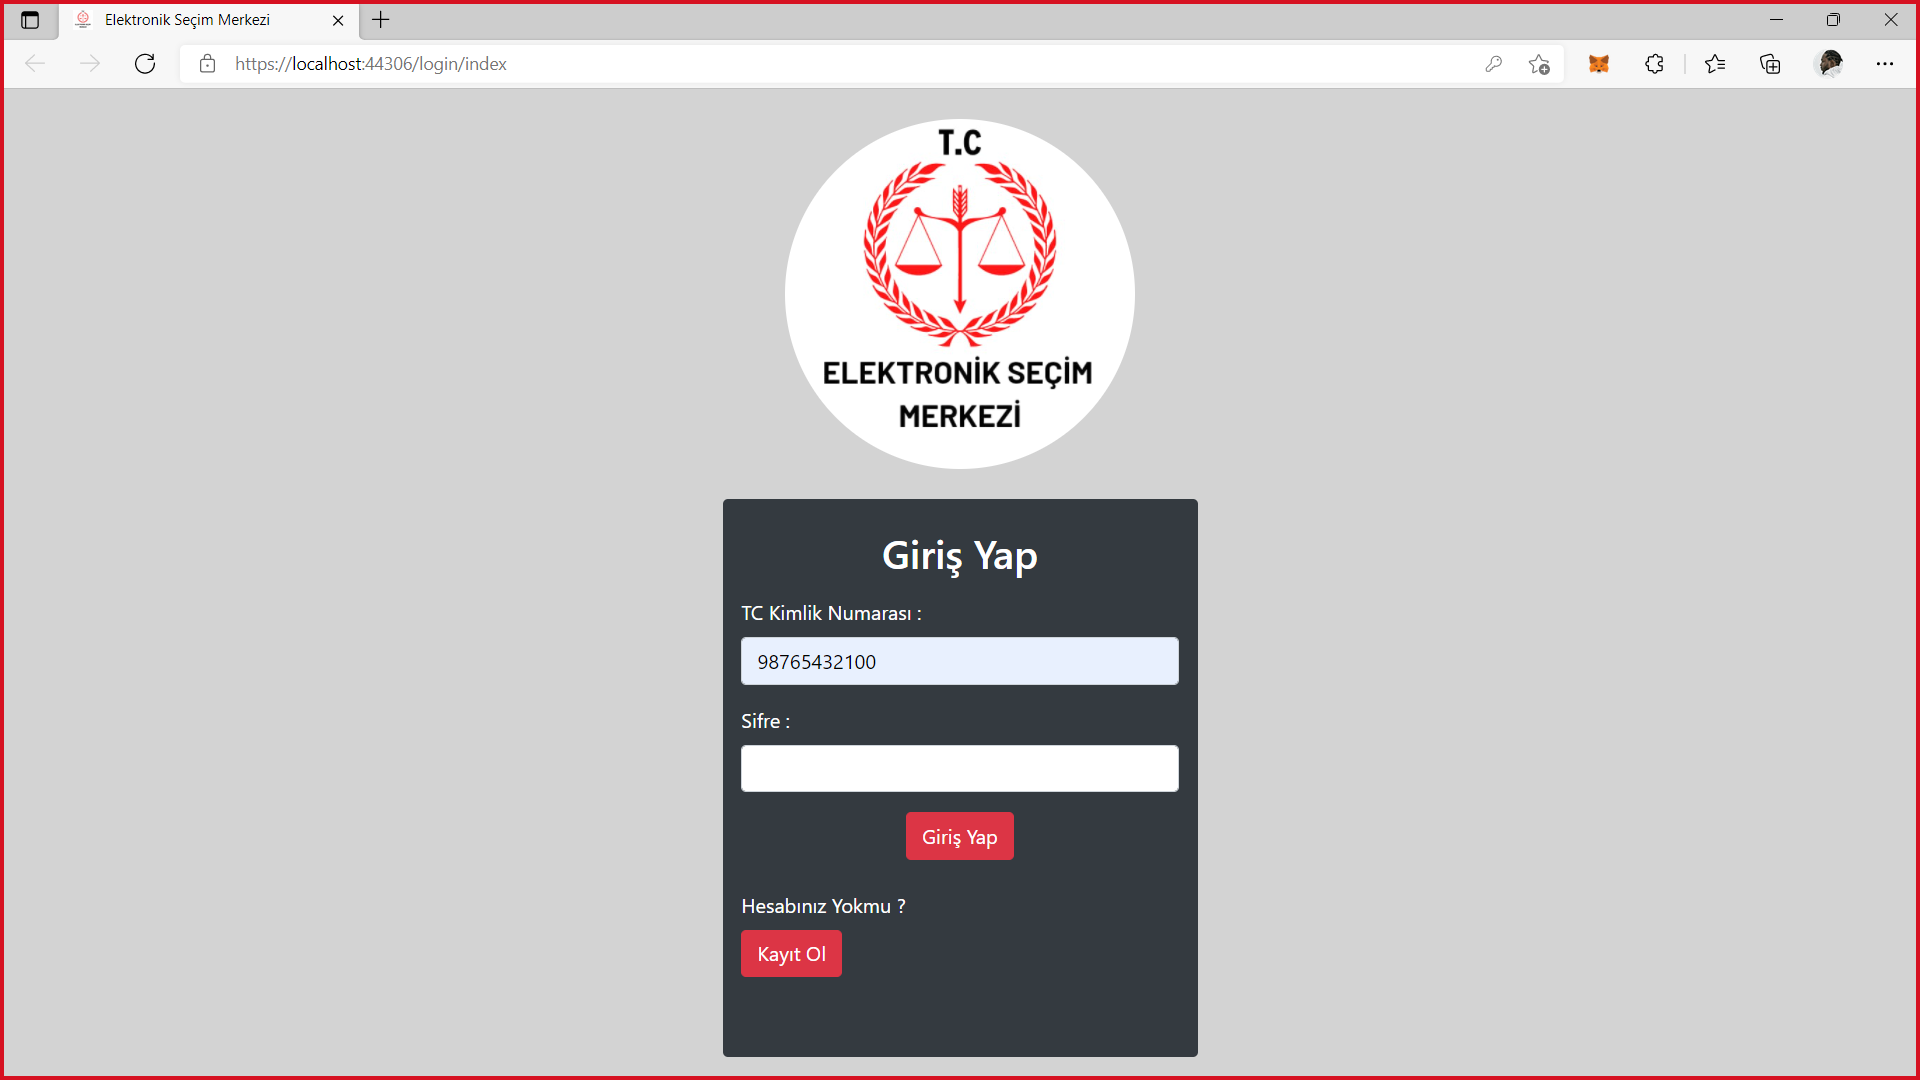 Elektronik Seçim Merkezi
https://localhost:44306/login/index
T.C
ELEKTRONİK SEÇİM
MERKEZİ
Giriş Yap
TC Kimlik Numarası :
98765432100
Sifre :
Giriş Yap
Hesabınız Yokmu ?
Kayıt Ol